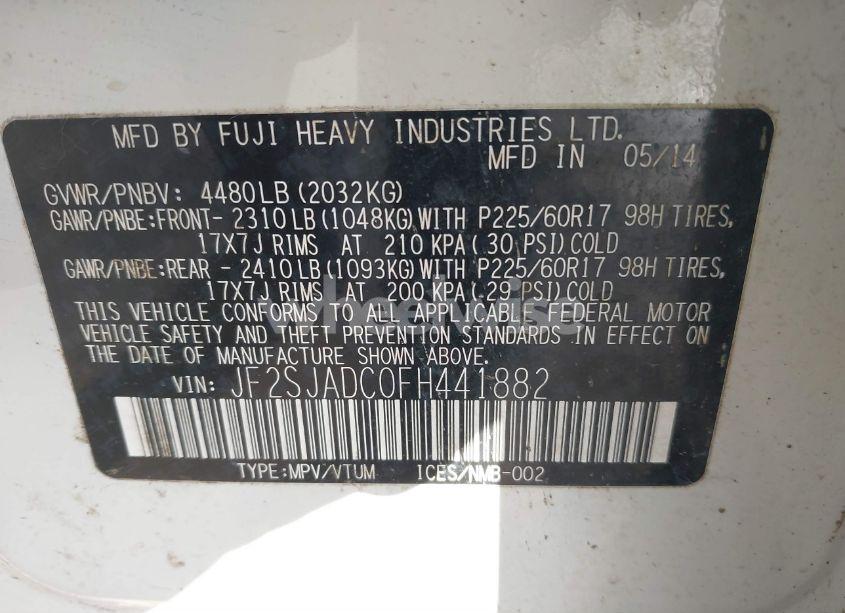 MFD BY FUJI HEAVY INDUSTRIES LTD.
MFD IN 05/14
GVWR/PNBV: 4480LB (2032KG)
GAWR/PNBE:FRONT- 2310LB(1048KG)WITH P225/60R17 98H TIRES,
17X7J RIMS AT 210 KPA( 30 PSI)COLD
GAWR/PNBE:REAR - 2410LB(1093KG)WITH P225/60R17 98H TIRES,
17X7J RIMS AT 200 KPA( 29 PSI)COLD
THIS VEHICLE CONFORMS TO ALL APPLICABLE FEDERAL MOTOR
VEHICLE SAFETY AND THEFT PREVENTION STANDARDS IN EFFECT ON
THE DATE OF MANUFACTURE SHOWN ABOVE.
wheelwise
VIN: JF2SJADC0FH441882
TYPE:MPV/VTUM ICES/NMB-002